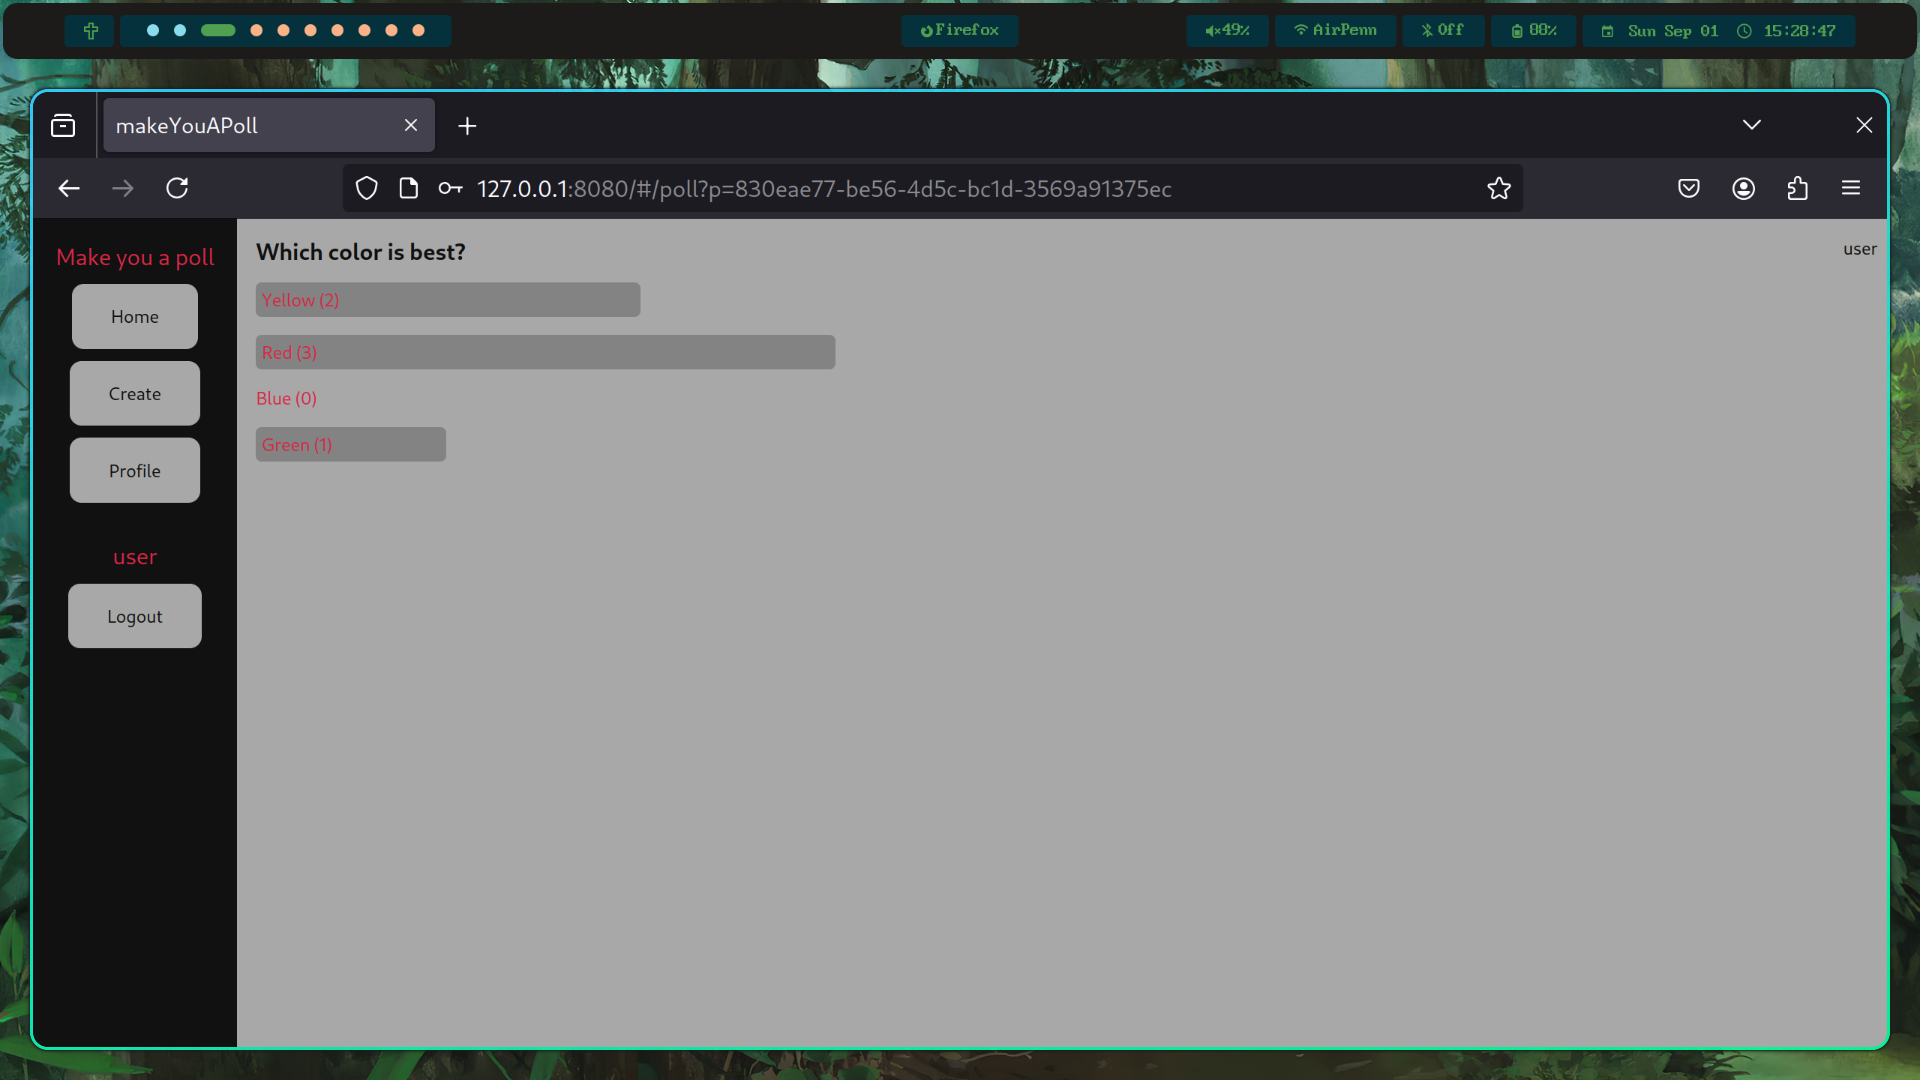 Firefox
49%
AirPenn
Off
80%
Sun Sep 01
15:28:47
makeYouAPoll
127.0.0.1:8080/#/poll?p=830eae77-be56-4d5c-bc1d-3569a91375ec
Make you a poll
Home
Create
Profile
user
Logout
Which color is best?
user
Yellow (2)
Red (3)
Blue (0)
Green (1)